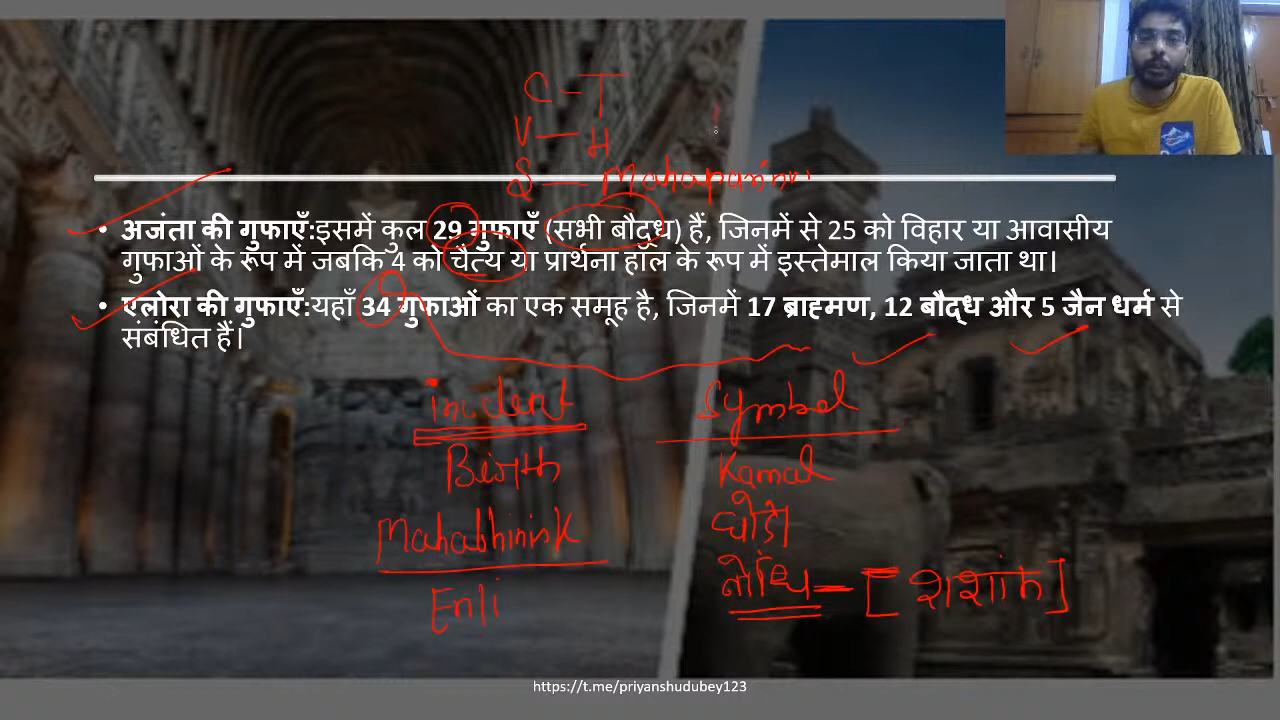 C - T
V - H
S -
• अजंता की गुफाएँ:इसमें कुल 29 गुफाएँ (सभी बौद्ध) हैं, जिनमें से 25 को विहार या आवासीय
गुफाओं के रूप में जबकि 4 को चैत्य या प्रार्थना हॉल के रूप में इस्तेमाल किया जाता था।
• एलोरा की गुफाएँ:यहाँ 34 गुफाओं का एक समूह है, जिनमें 17 ब्राह्मण, 12 बौद्ध और 5 जैन धर्म से
संबंधित हैं।
Incident Symbol
Birth Kamal
Mahabhinisk घोड़ा
Enli बोधि - [शशांक]
https://t.me/priyanshudubey123